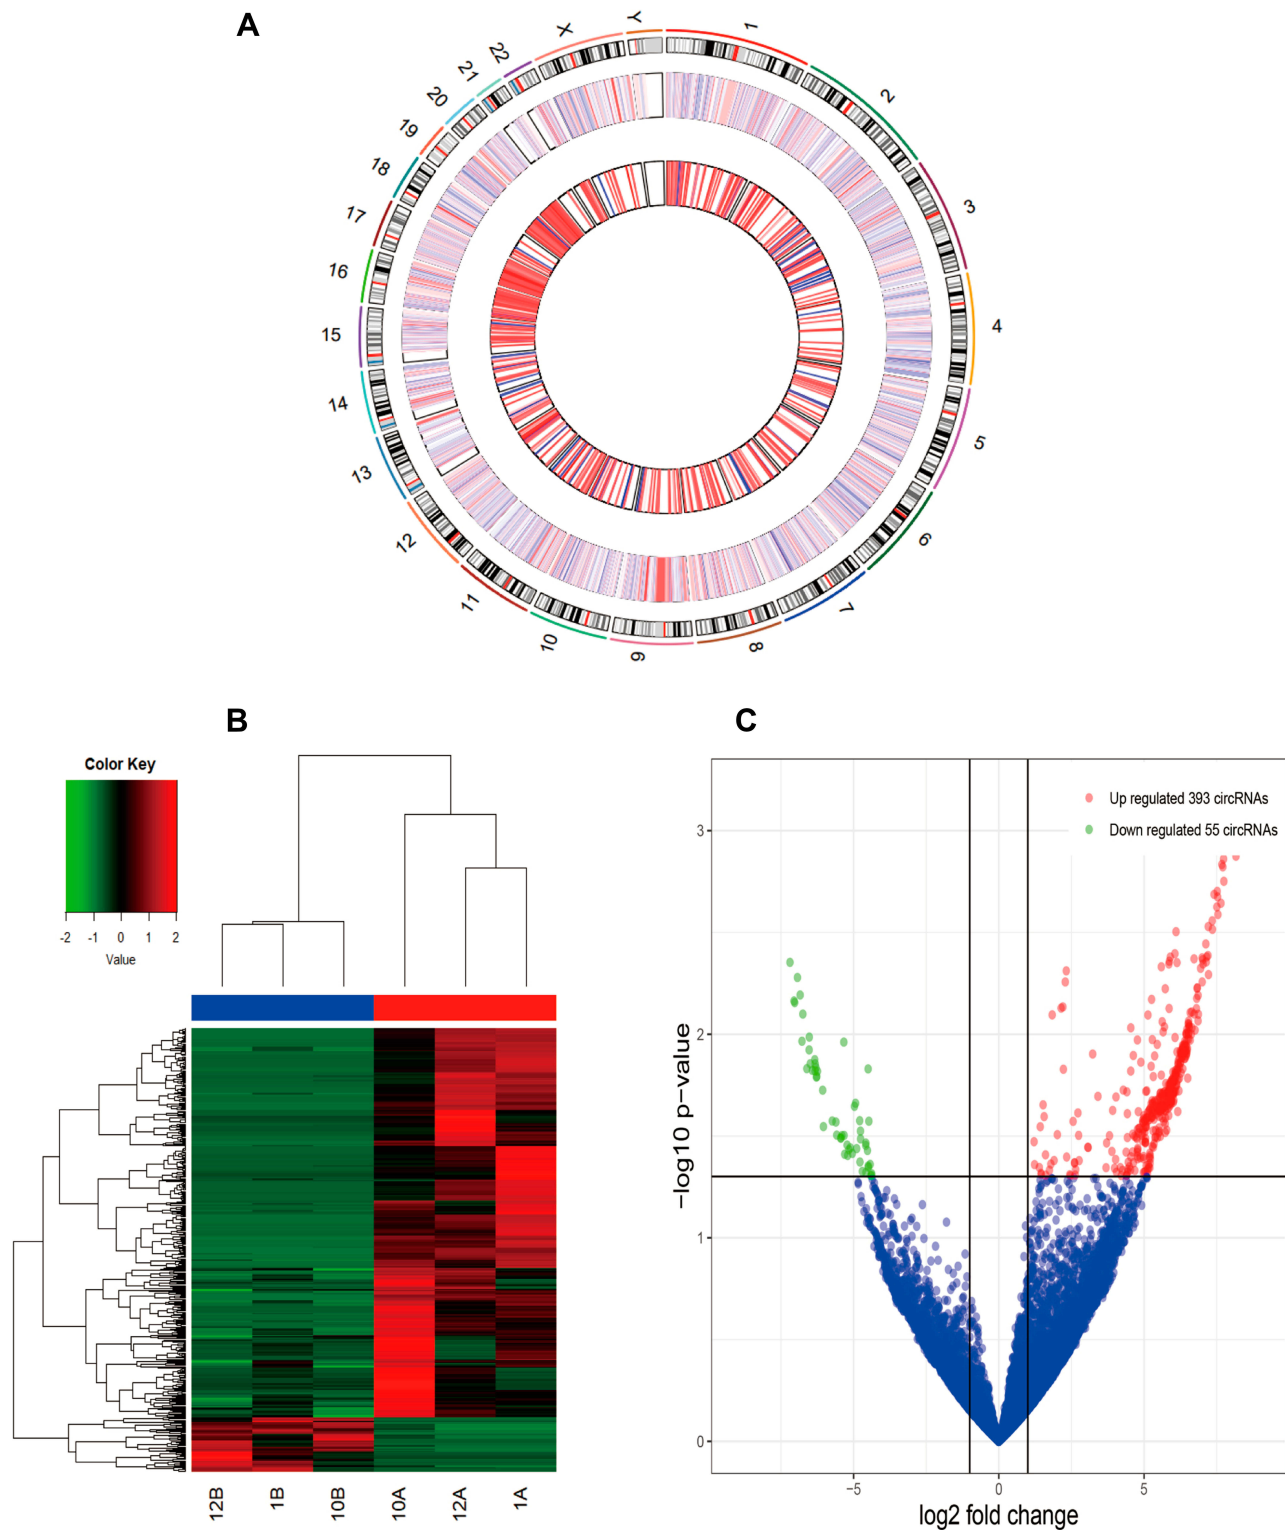 A
1
2
3
4
5
6
7
8
9
10
11
12
13
14
15
16
17
18
19
20
21
22
X
Y
B
Color Key
-2 -1 0 1 2
Value
12B 1B 10B 10A 12A 1A
C
Up regulated 393 circRNAs
Down regulated 55 circRNAs
3
2
1
0
−log10 p−value
−5 0 5
log2 fold change